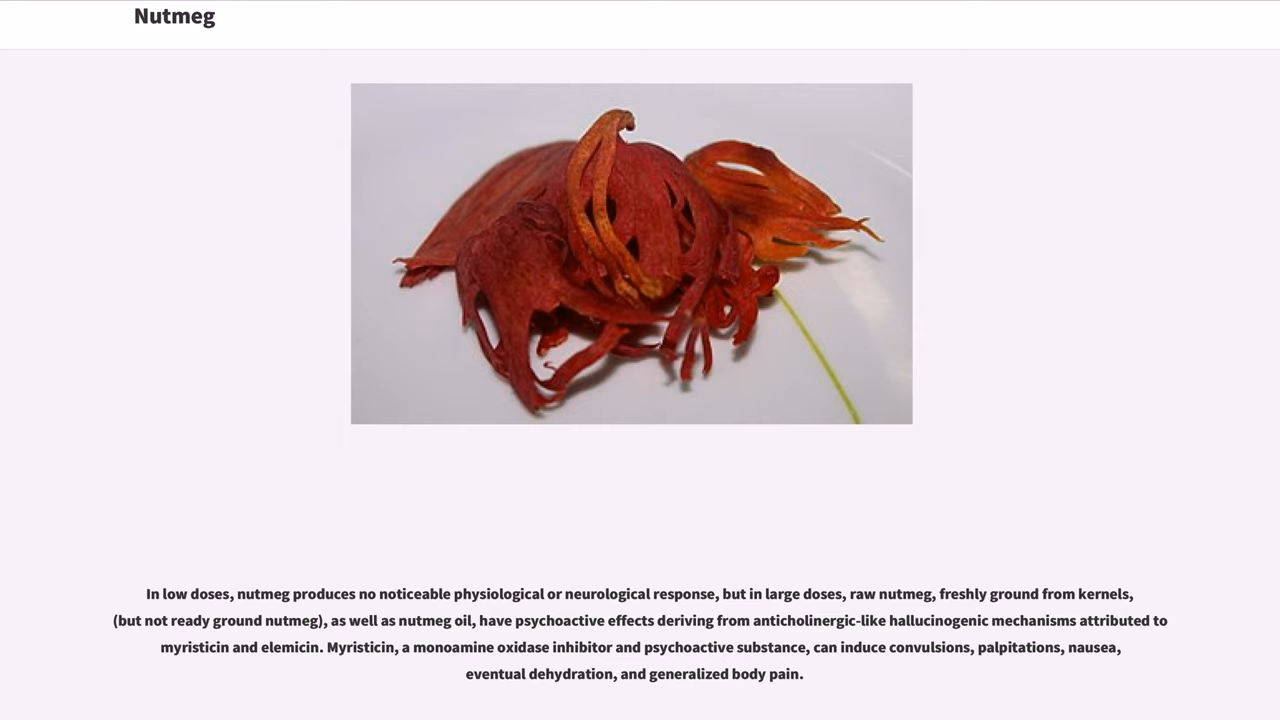 Nutmeg
In low doses, nutmeg produces no noticeable physiological or neurological response, but in large doses, raw nutmeg, freshly ground from kernels,
(but not ready ground nutmeg), as well as nutmeg oil, have psychoactive effects deriving from anticholinergic-like hallucinogenic mechanisms attributed to
myristicin and elemicin. Myristicin, a monoamine oxidase inhibitor and psychoactive substance, can induce convulsions, palpitations, nausea,
eventual dehydration, and generalized body pain.